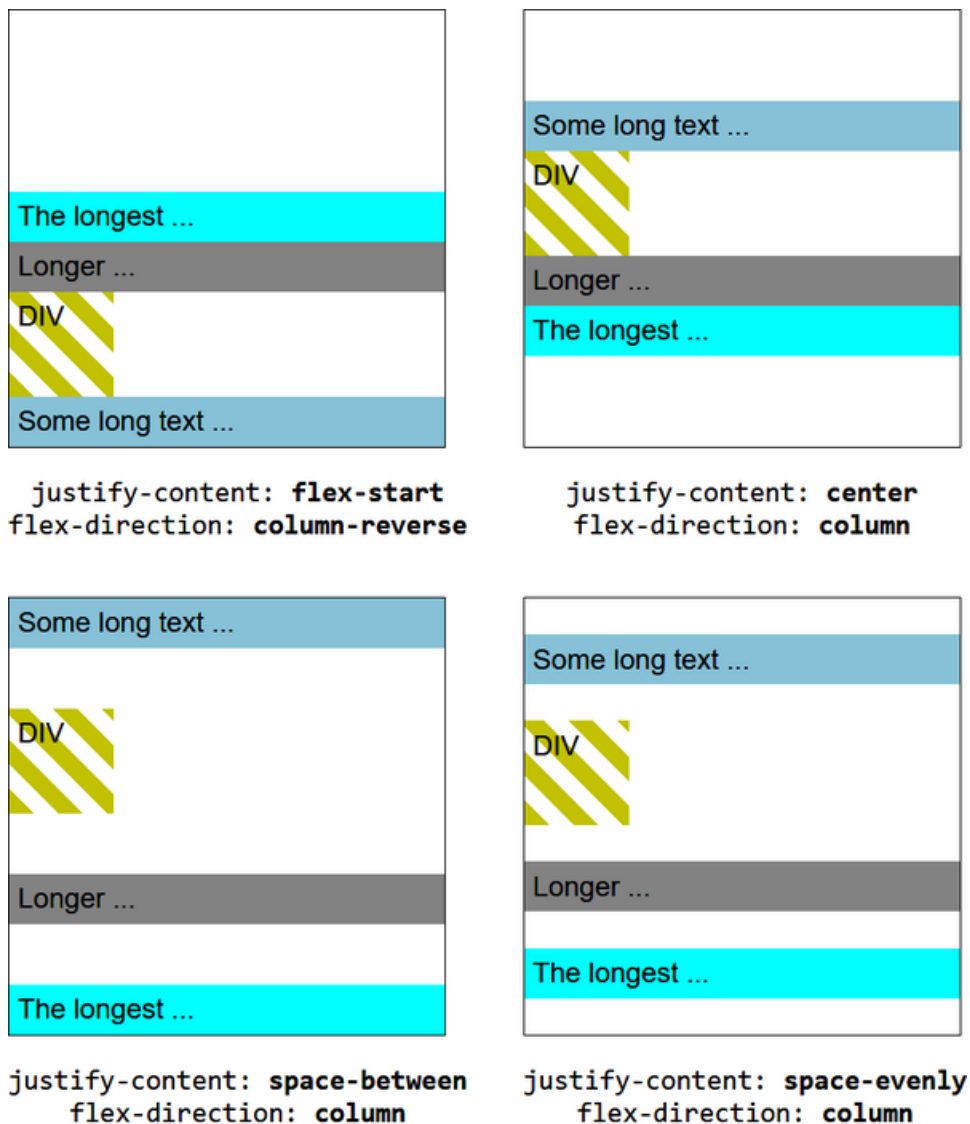 The longest ...
Longer ...
DIV
Some long text ...
justify-content: flex-start
flex-direction: column-reverse
Some long text ...
DIV
Longer ...
The longest ...
justify-content: center
flex-direction: column
Some long text ...
DIV
Longer ...
The longest ...
justify-content: space-between
flex-direction: column
Some long text ...
DIV
Longer ...
The longest ...
justify-content: space-evenly
flex-direction: column